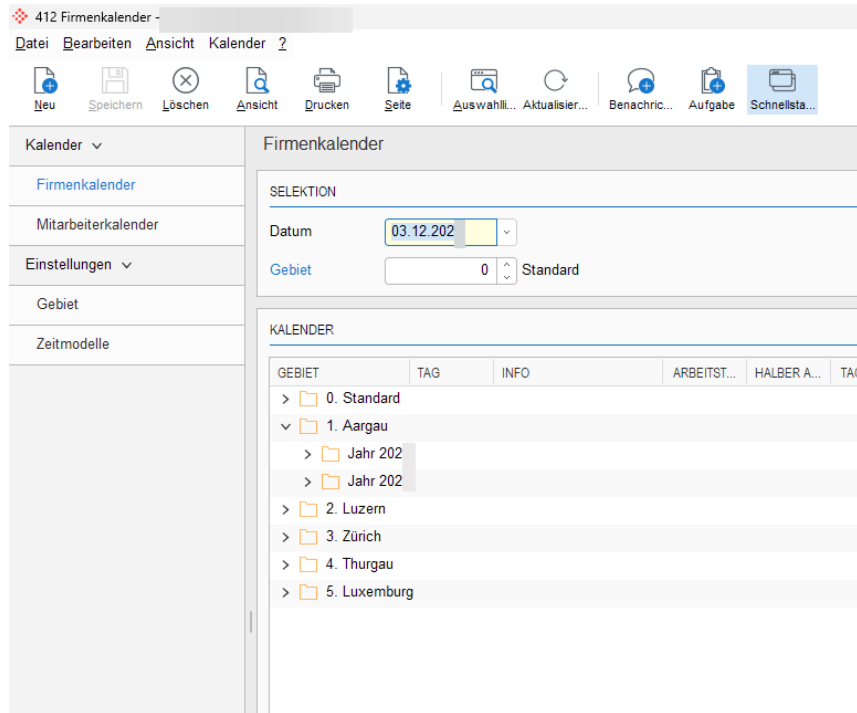 412 Firmenkalender -
Datei Bearbeiten Ansicht Kalender ?
Neu Speichern Löschen Ansicht Drucken Seite Auswahlli... Aktualisier... Benachric... Aufgabe Schnellsta...
Kalender
Firmenkalender
Mitarbeiterkalender
Einstellungen
Gebiet
Zeitmodelle
Firmenkalender
SELEKTION
Datum 03.12.202
Gebiet 0 Standard
KALENDER
GEBIET TAG INFO ARBEITST... HALBER A... TAG
0. Standard
1. Aargau
Jahr 202
Jahr 202
2. Luzern
3. Zürich
4. Thurgau
5. Luxemburg